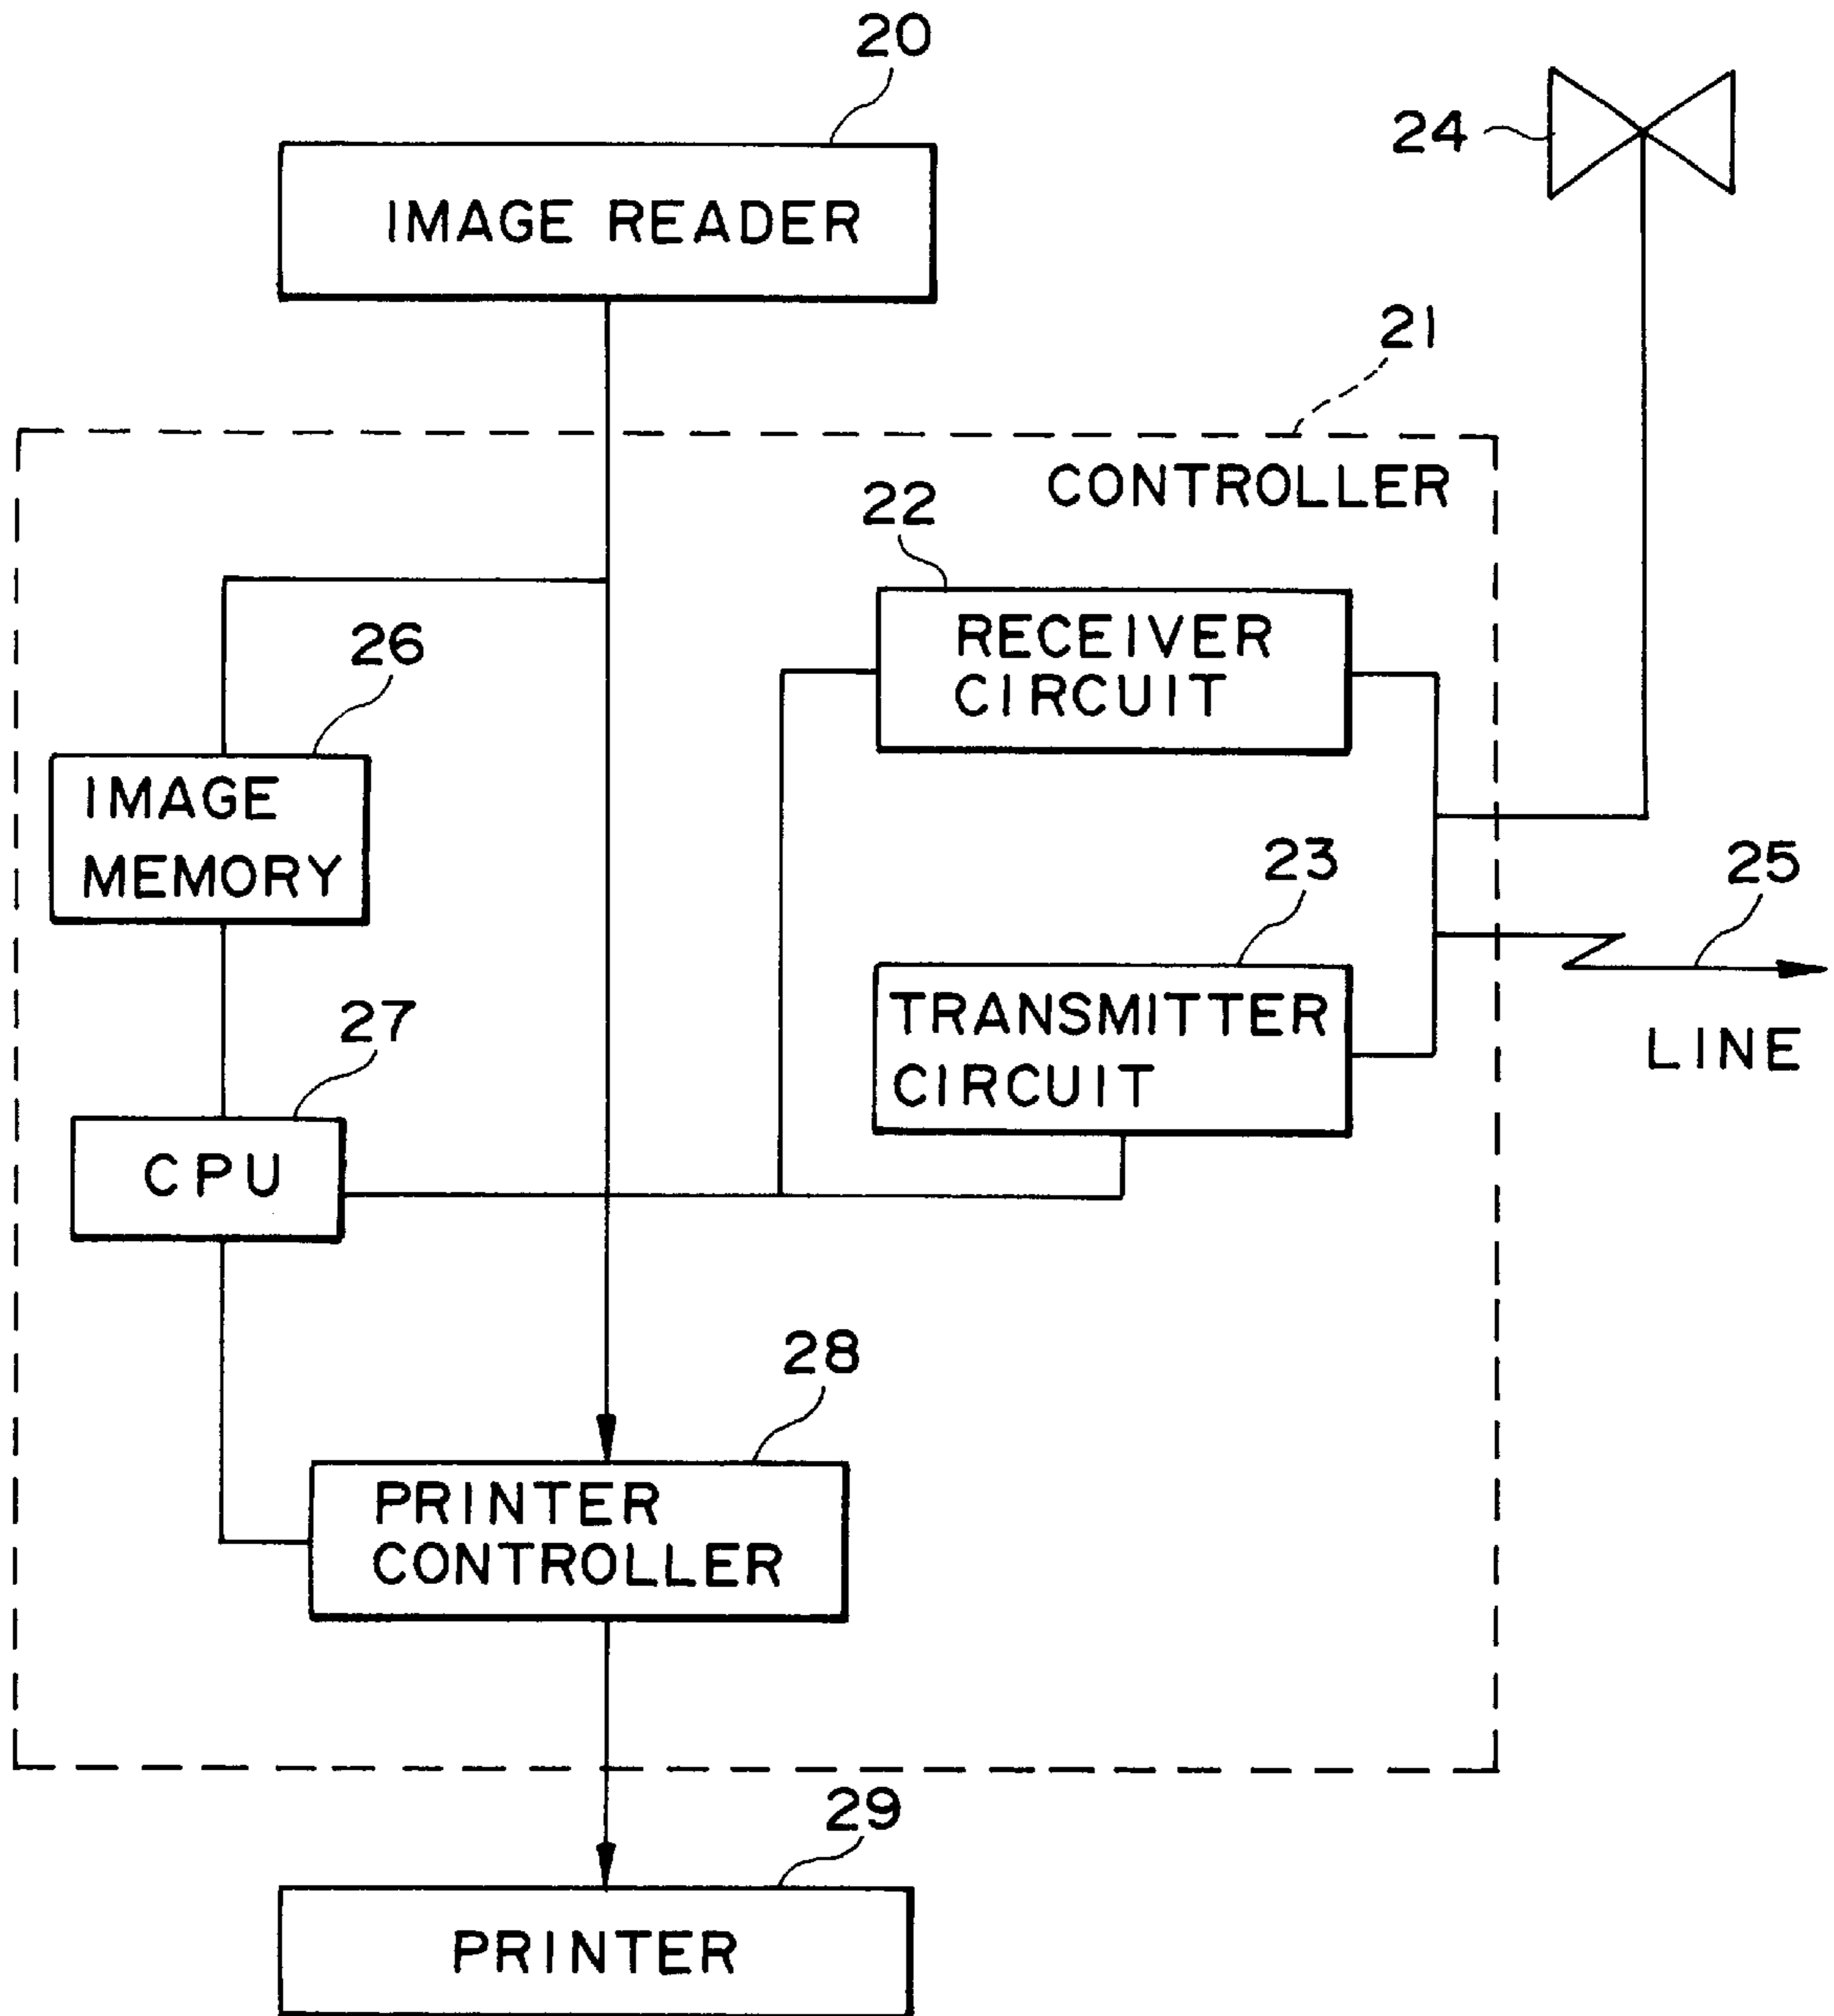 20
24
IMAGE READER
21
CONTROLLER
22
RECEIVER
CIRCUIT
26
IMAGE
MEMORY
23
25
TRANSMITTER
CIRCUIT
LINE
27
CPU
28
PRINTER
CONTROLLER
29
PRINTER